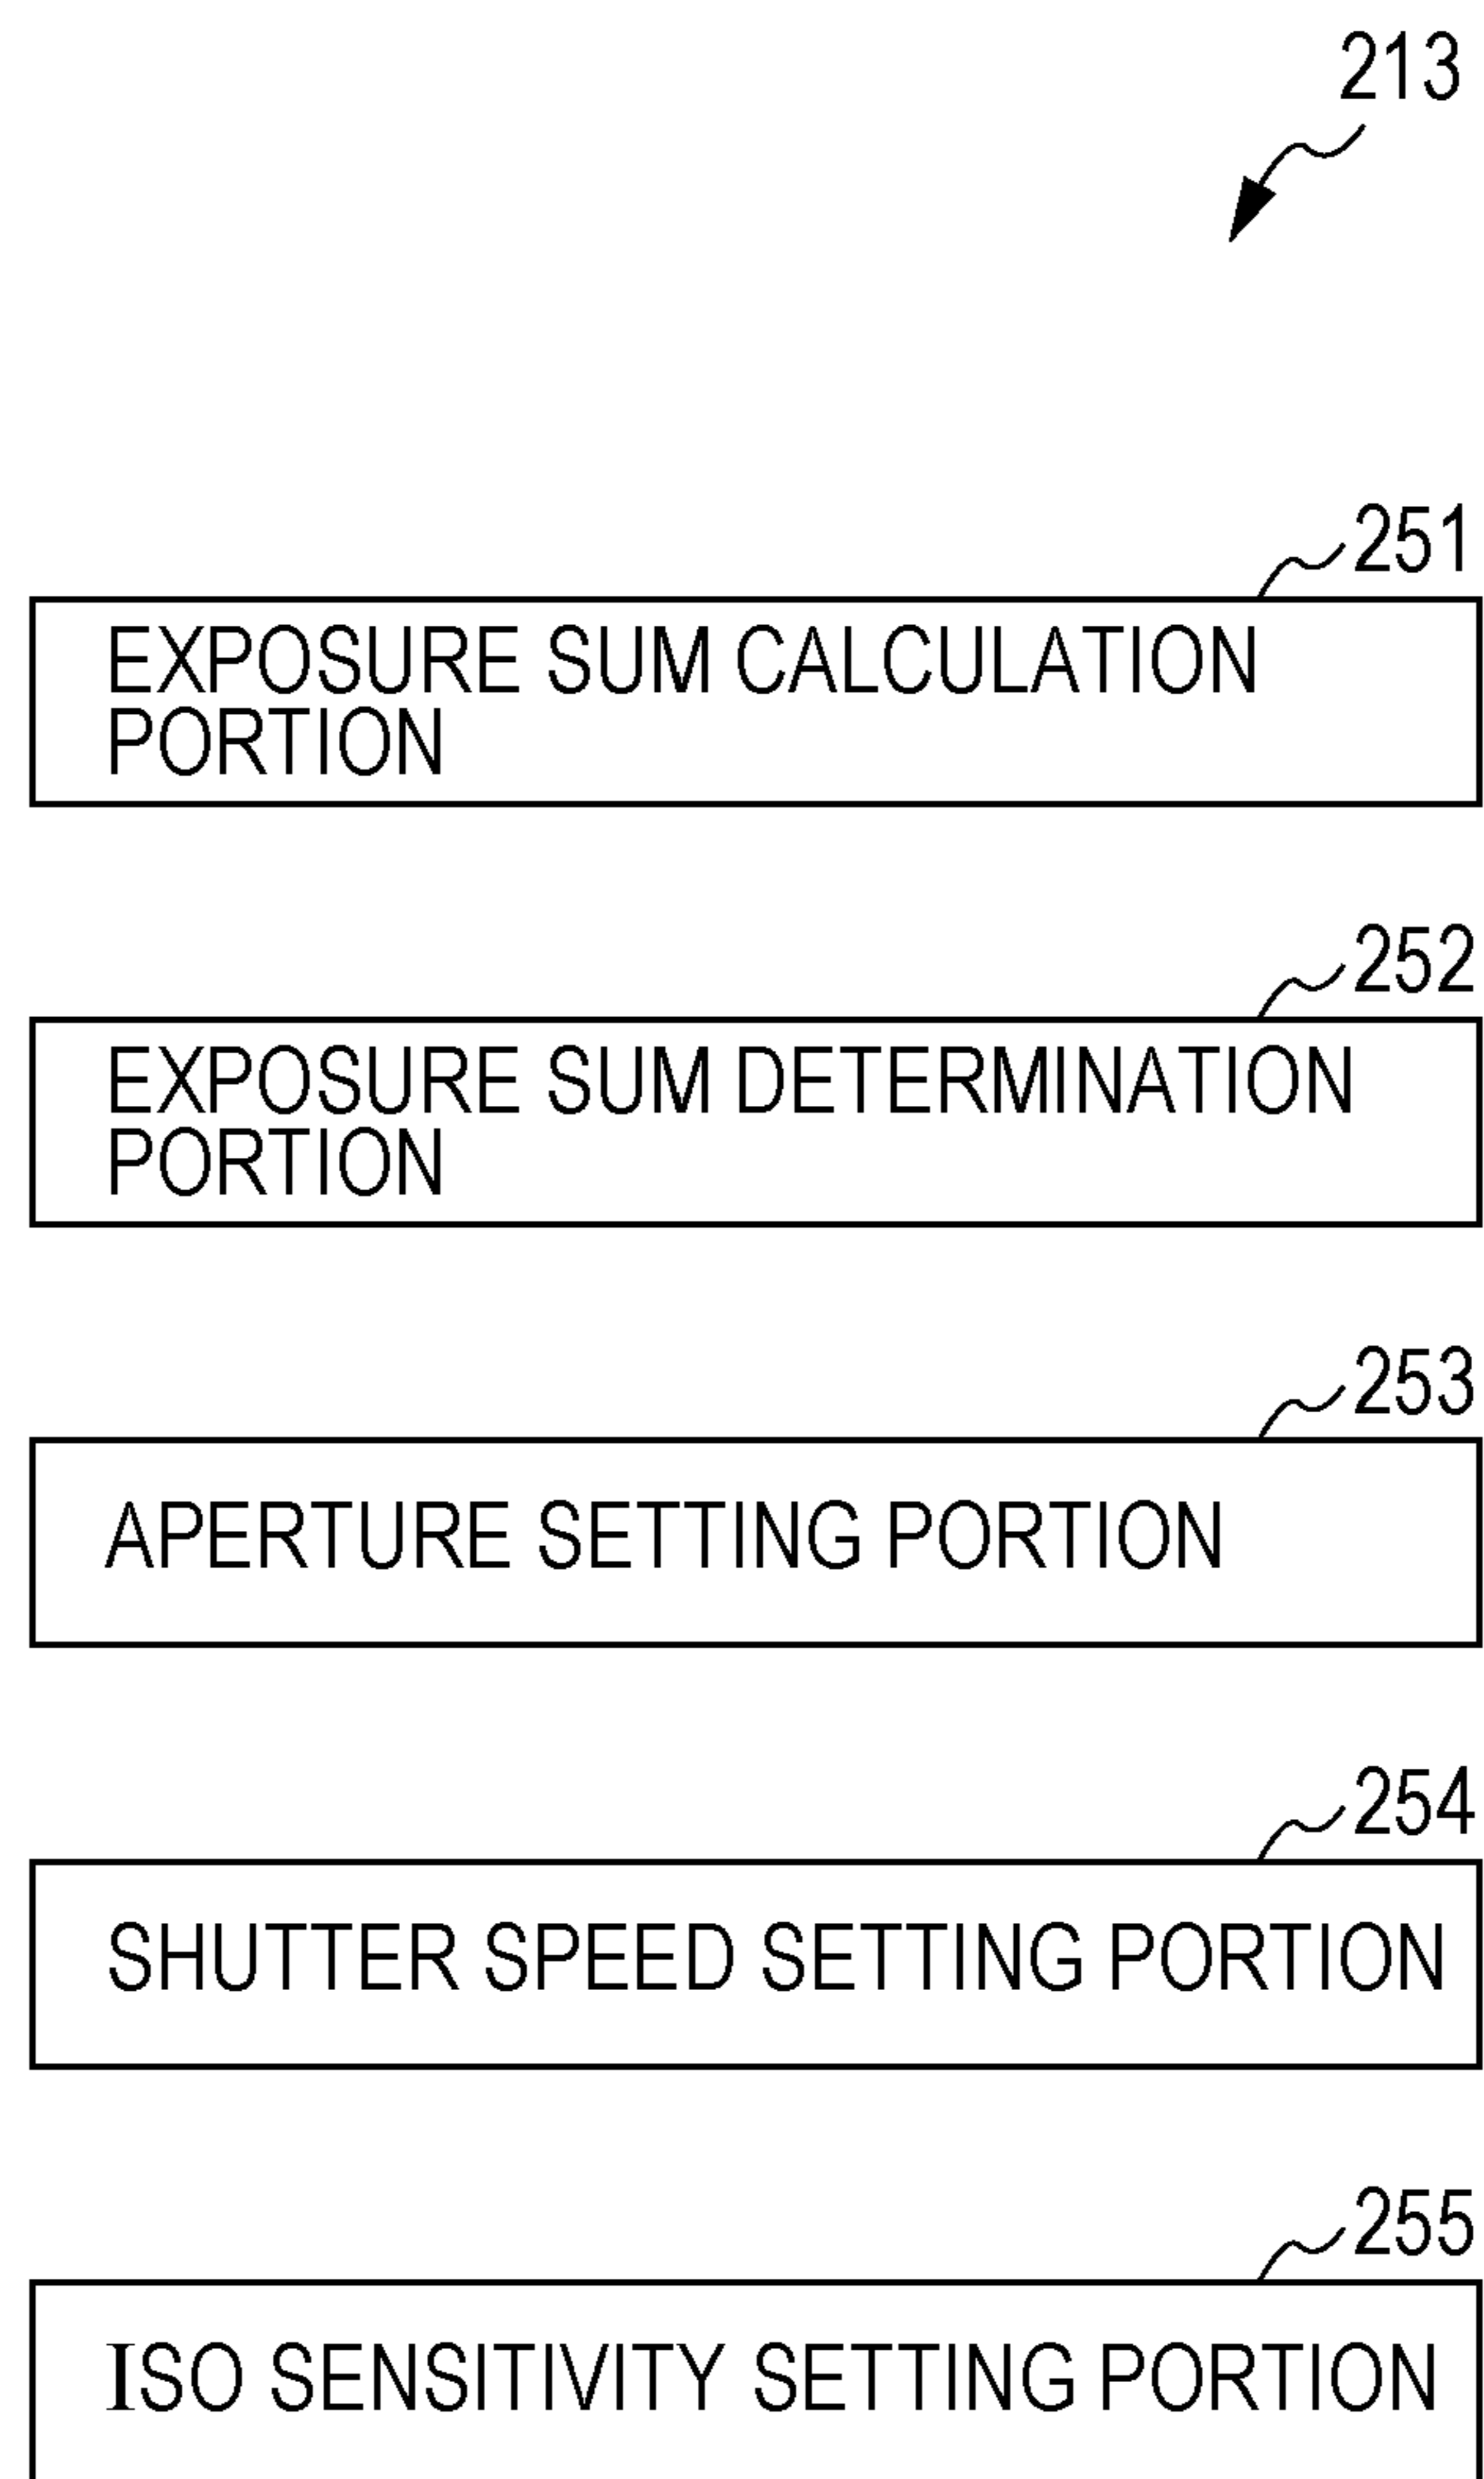 213
251
EXPOSURE SUM CALCULATION
PORTION
252
EXPOSURE SUM DETERMINATION
PORTION
253
APERTURE SETTING PORTION
254
SHUTTER SPEED SETTING PORTION
255
ISO SENSITIVITY SETTING PORTION